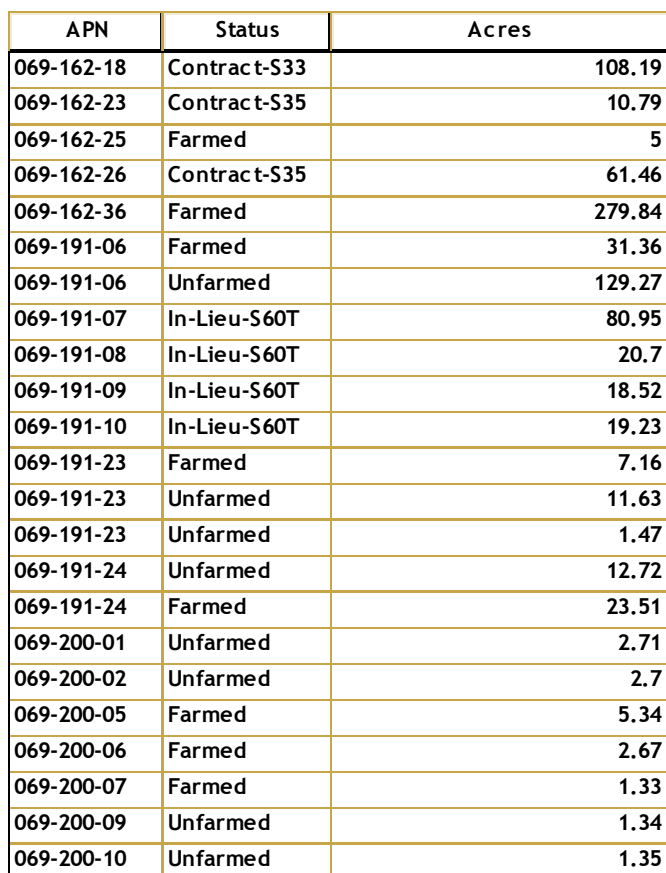 APN Status Acres
069-162-18 Contract-S33 108.19
069-162-23 Contract-S35 10.79
069-162-25 Farmed 5
069-162-26 Contract-S35 61.46
069-162-36 Farmed 279.84
069-191-06 Farmed 31.36
069-191-06 Unfarmed 129.27
069-191-07 In-Lieu-S60T 80.95
069-191-08 In-Lieu-S60T 20.7
069-191-09 In-Lieu-S60T 18.52
069-191-10 In-Lieu-S60T 19.23
069-191-23 Farmed 7.16
069-191-23 Unfarmed 11.63
069-191-23 Unfarmed 1.47
069-191-24 Unfarmed 12.72
069-191-24 Farmed 23.51
069-200-01 Unfarmed 2.71
069-200-02 Unfarmed 2.7
069-200-05 Farmed 5.34
069-200-06 Farmed 2.67
069-200-07 Farmed 1.33
069-200-09 Unfarmed 1.34
069-200-10 Unfarmed 1.35